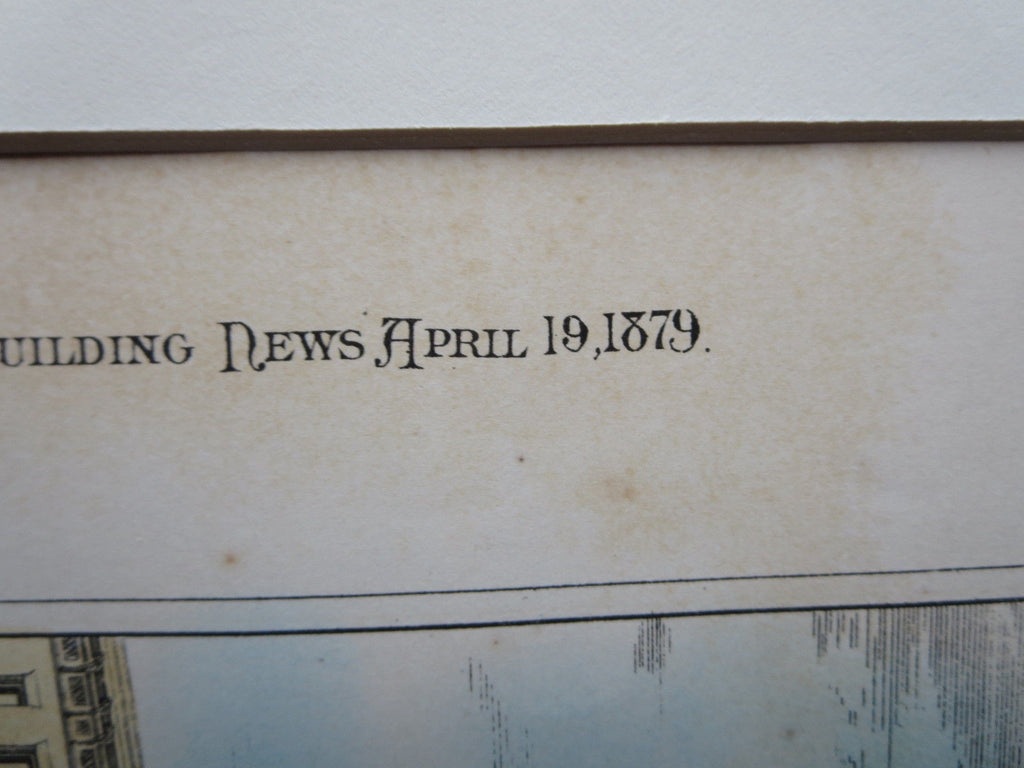 UILDING NEWS APRIL 19,1879.